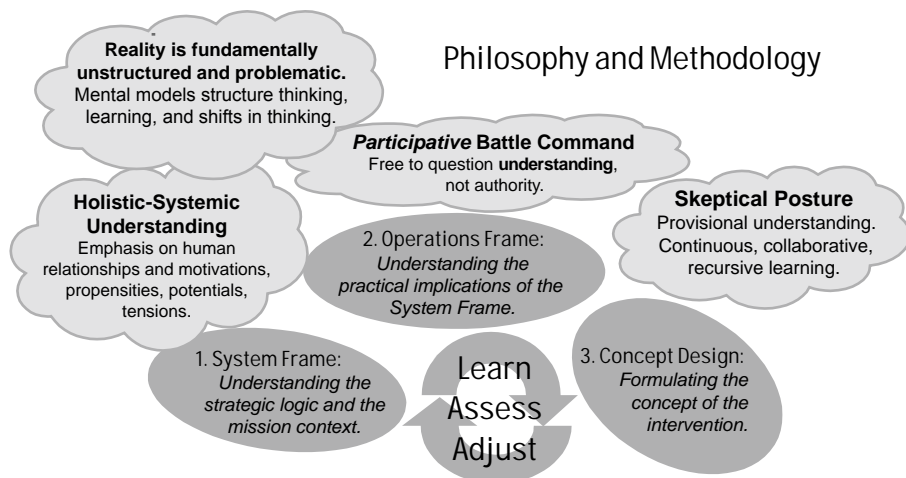 Philosophy and Methodology
Reality is fundamentally
unstructured and problematic.
Mental models structure thinking,
learning, and shifts in thinking.
Participative Battle Command
Free to question understanding,
not authority.
Holistic-Systemic
Understanding
Emphasis on human
relationships and motivations,
propensities, potentials,
tensions.
Skeptical Posture
Provisional understanding.
Continuous, collaborative,
recursive learning.
2. Operations Frame:
Understanding the
practical implications of the
System Frame.
1. System Frame:
Understanding the
strategic logic and the
mission context.
3. Concept Design:
Formulating the
concept of the
intervention.
Learn
Assess
Adjust